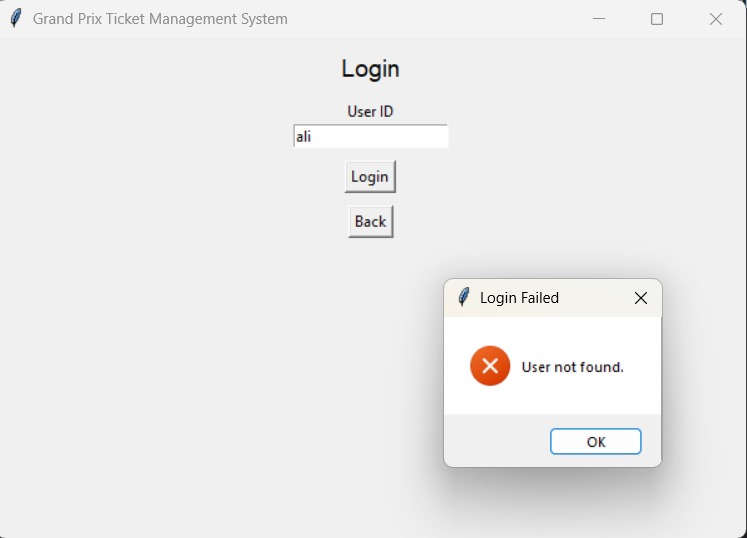 Grand Prix Ticket Management System
Login
User ID
ali
Login
Back
Login Failed
User not found.
OK